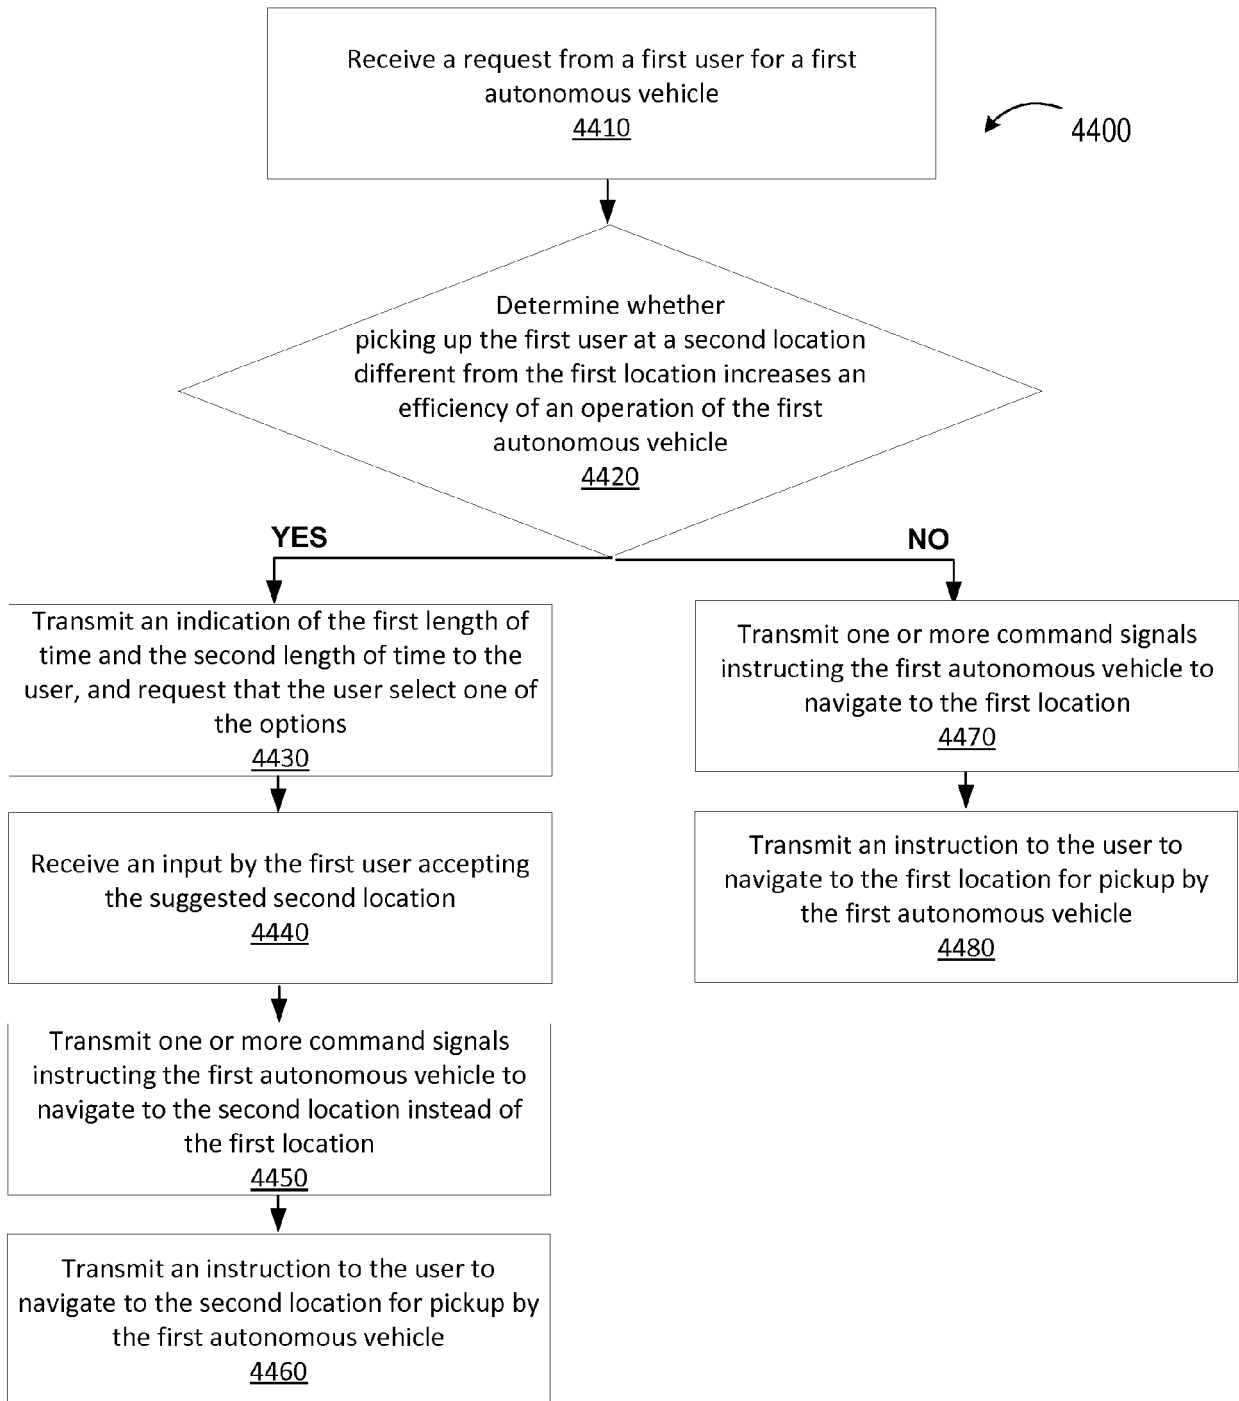 Receive a request from a first user for a first
autonomous vehicle
4410
4400
Determine whether
picking up the first user at a second location
different from the first location increases an
efficiency of an operation of the first
autonomous vehicle
4420
YES
NO
Transmit an indication of the first length of
time and the second length of time to the
user, and request that the user select one of
the options
4430
Receive an input by the first user accepting
the suggested second location
4440
Transmit one or more command signals
instructing the first autonomous vehicle to
navigate to the second location instead of
the first location
4450
Transmit an instruction to the user to
navigate to the second location for pickup by
the first autonomous vehicle
4460
Transmit one or more command signals
instructing the first autonomous vehicle to
navigate to the first location
4470
Transmit an instruction to the user to
navigate to the first location for pickup by
the first autonomous vehicle
4480